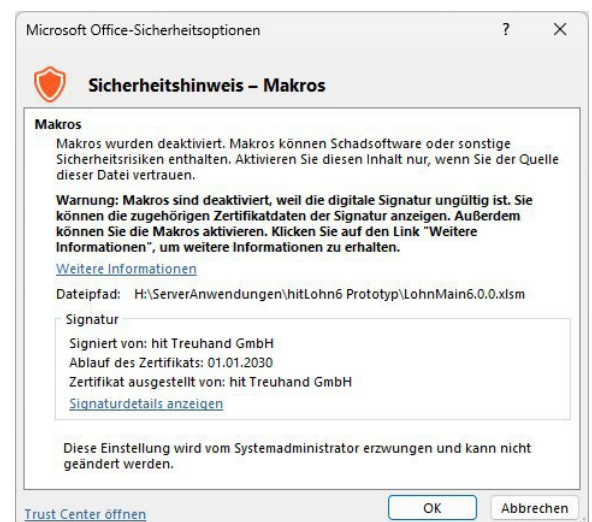 Microsoft Office-Sicherheitsoptionen
?
Sicherheitshinweis – Makros
Makros
Makros wurden deaktiviert. Makros können Schadsoftware oder sonstige
Sicherheitsrisiken enthalten. Aktivieren Sie diesen Inhalt nur, wenn Sie der Quelle
dieser Datei vertrauen.
Warnung: Makros sind deaktiviert, weil die digitale Signatur ungültig ist. Sie
können die zugehörigen Zertifikatdaten der Signatur anzeigen. Außerdem
können Sie die Makros aktivieren. Klicken Sie auf den Link "Weitere
Informationen", um weitere Informationen zu erhalten.
Weitere Informationen
Dateipfad: H:\ServerAnwendungen\hitLohn6 Prototyp\LohnMain6.0.0.xlsm
Signatur
Signiert von: hit Treuhand GmbH
Ablauf des Zertifikats: 01.01.2030
Zertifikat ausgestellt von: hit Treuhand GmbH
Signaturdetails anzeigen
Diese Einstellung wird vom Systemadministrator erzwungen und kann nicht
geändert werden.
Trust Center öffnen
OK
Abbrechen